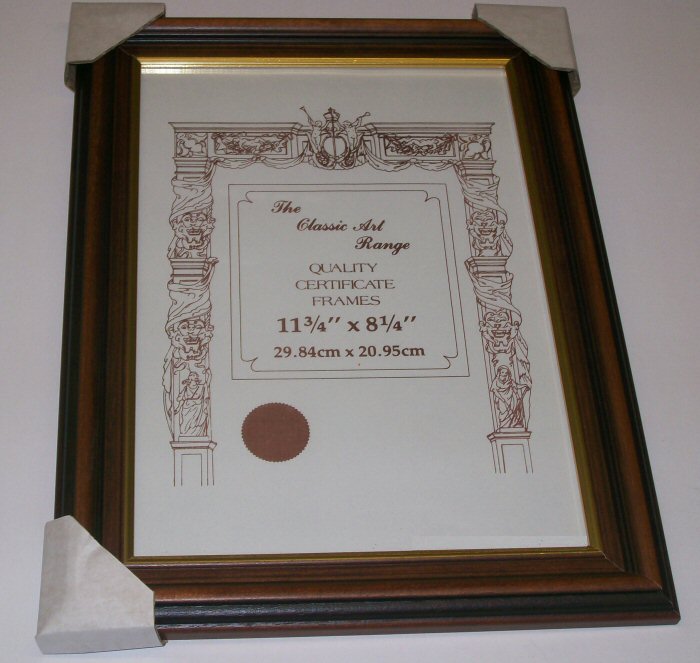 The
Classic Art
Range
QUALITY
CERTIFICATE
FRAMES
11¾" x 8¼"
29.84cm x 20.95cm